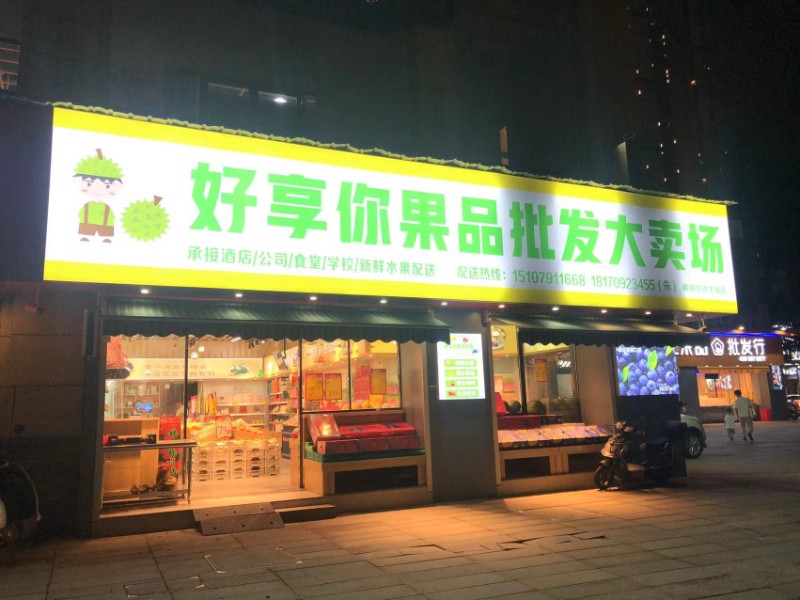 好享你果品批发大卖场
承接酒店/公司/食堂/学校/新鲜水果配送 配送热线：15107911668 18170923455（朱）
批发行